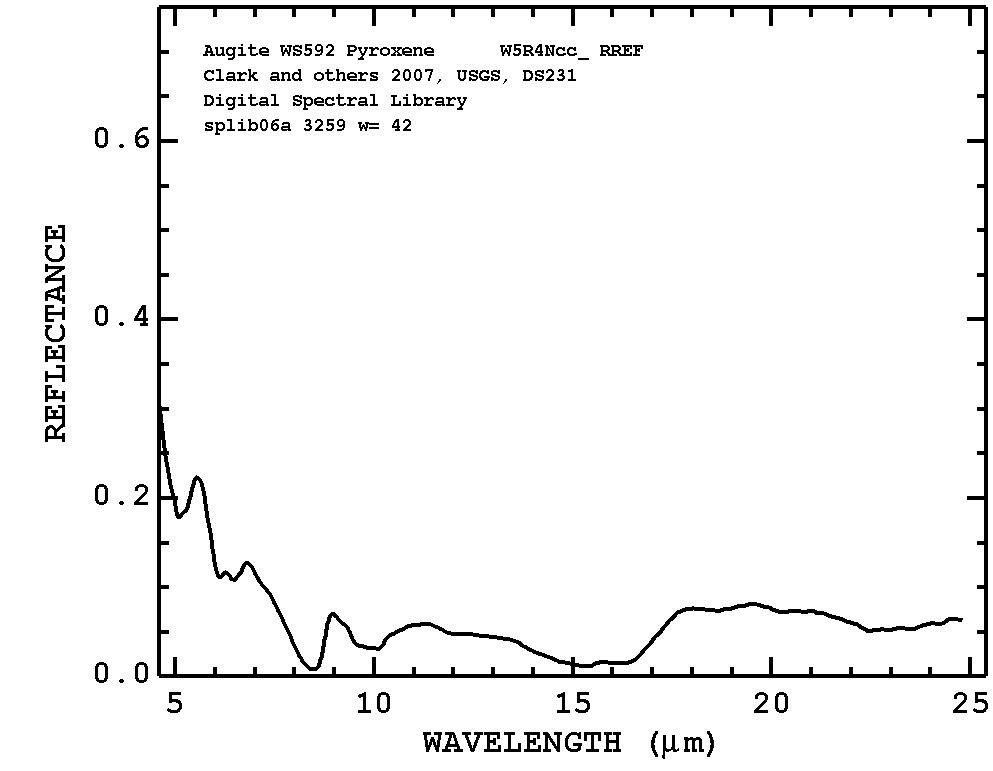 Augite WS592 Pyroxene W5R4Ncc_ RREF
Clark and others 2007, USGS, DS231
Digital Spectral Library
splib06a 3259 w= 42
0.6
0.4
0.2
0.0
REFLECTANCE
5 10 15 20 25
WAVELENGTH (μm)